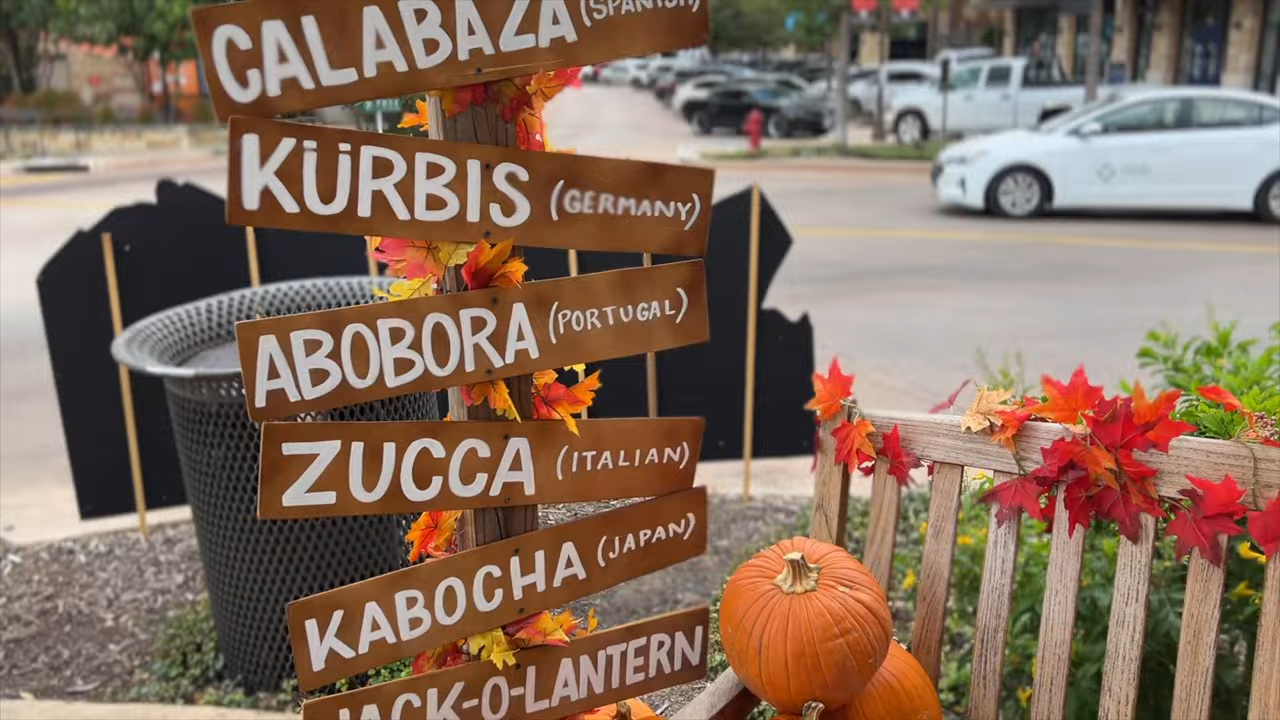 CALABAZA (SPANISH)
KÜRBIS (GERMANY)
ABOBORA (PORTUGAL)
ZUCCA (ITALIAN)
KABOCHA (JAPAN)
JACK-O-LANTERN